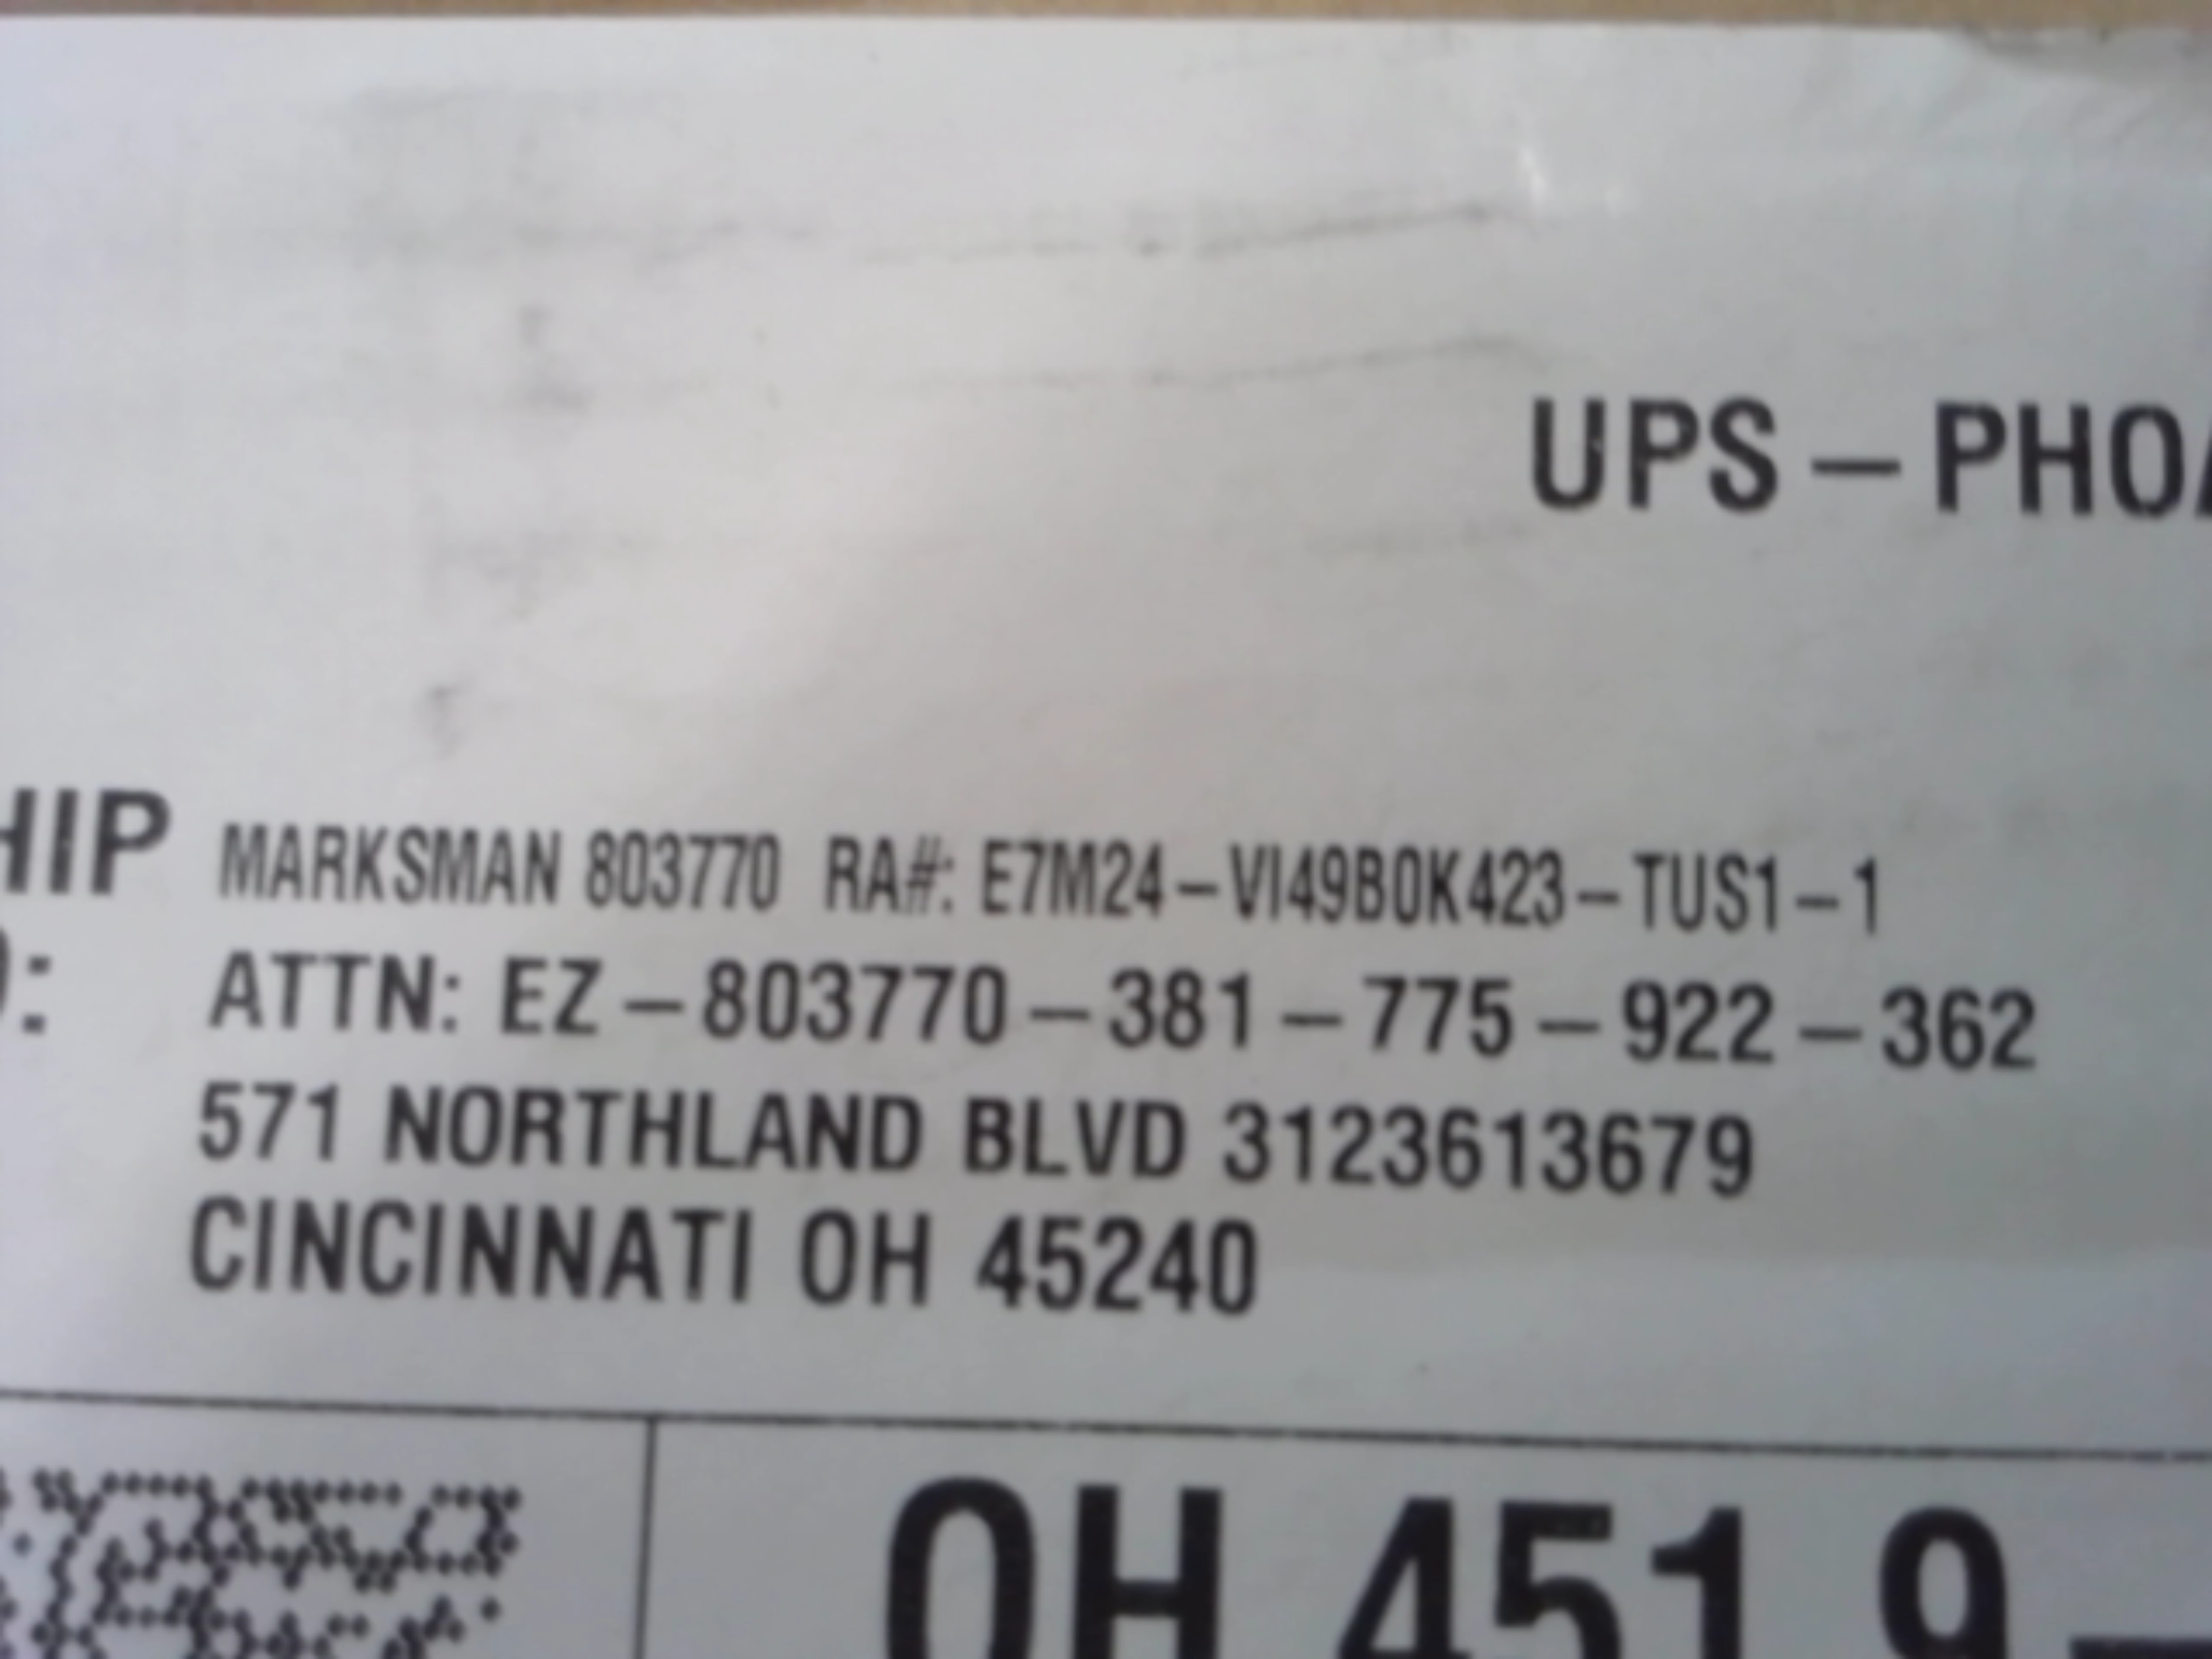 UPS – PHO
HIP MARKSMAN 803770 RA#: E7M24–VI49B0K423–TUS1–1
: ATTN: EZ – 803770 – 381 – 775 – 922 – 362
571 NORTHLAND BLVD 3123613679
CINCINNATI OH 45240
OH 451 9 –